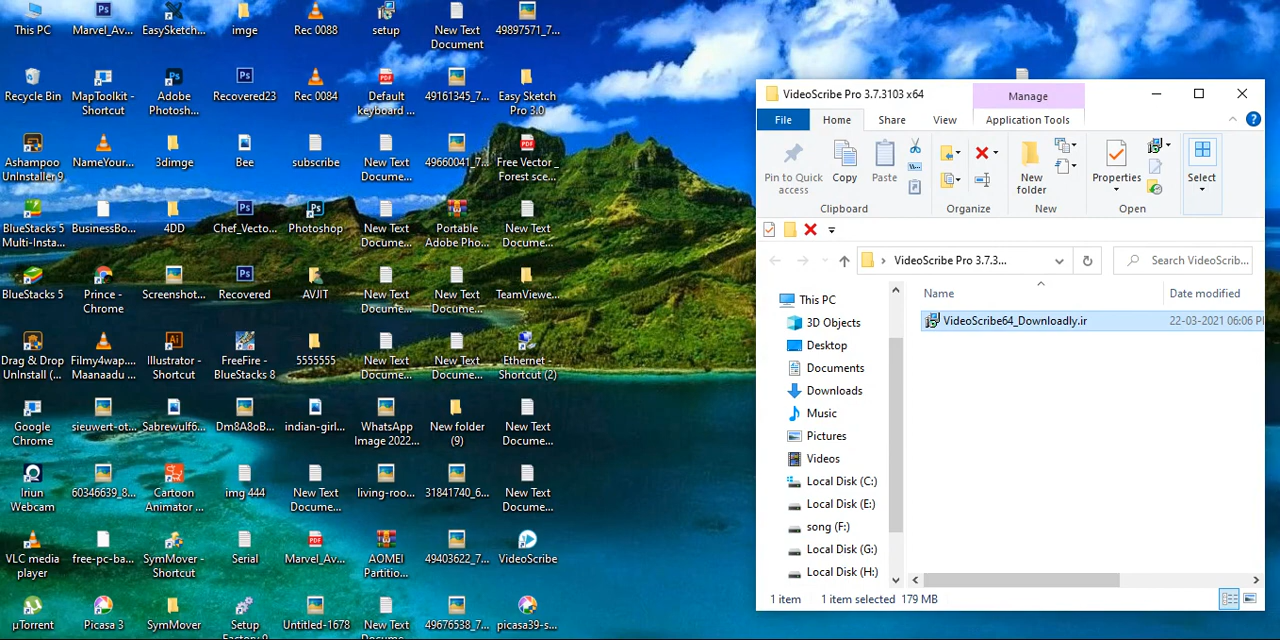 This PC
Marvel_Av...
EasySketch...
imge
Rec 0088
setup
New Text
Document
49897571_7...
Recycle Bin
MapToolkit -
Shortcut
Adobe
Photosh...
Recovered23
Rec 0084
Default
keyboard ...
49161345_7...
Easy Sketch
Pro 3.0
Ashampoo
UnInstaller 9
NameYour...
3dimge
Bee
subscribe
New Text
Docume...
49660041_7...
Free Vector _
Forest sce...
BlueStacks 5
Multi-Insta...
BusinessBo...
4DD
Chef_Vecto...
Photoshop
New Text
Docume...
Portable
Adobe Pho...
New Text
Docume...
BlueStacks 5
Prince -
Chrome
Screenshot...
Recovered
AVJIT
New Text
Docume...
New Text
Docume...
TeamViewe...
Drag & Drop
UnInstall (...
Filmy4wap....
Maanaadu ...
Illustrator -
Shortcut
FreeFire -
BlueStacks 8
5555555
New Text
Docume...
New Text
Docume...
Ethernet -
Shortcut (2)
Google
Chrome
sieuwert-ot...
Sabrewulf6...
Dm8A8oB...
indian-girl...
WhatsApp
Image 2022...
New folder
(9)
New Text
Docume...
Iriun
Webcam
60346639_8...
Cartoon
Animator ...
img 444
New Text
Docume...
living-roo...
31841740_6...
New Text
Docume...
VLC media
player
free-pc-ba...
SymMover -
Shortcut
Serial
Marvel_Av...
AOMEI
Partitio...
49403622_7...
VideoScribe
µTorrent
Picasa 3
SymMover
Setup
Factory 9
Untitled-1678
New Text
Docum...
49676538_7...
picasa39-s...
VideoScribe Pro 3.7.3103 x64
Manage
File
Home
Share
View
Application Tools
Pin to Quick
access
Copy
Paste
New
folder
Properties
Select
Clipboard
Organize
New
Open
VideoScribe Pro 3.7.3...
Search VideoScrib...
This PC
3D Objects
Desktop
Documents
Downloads
Music
Pictures
Videos
Local Disk (C:)
Local Disk (E:)
song (F:)
Local Disk (G:)
Local Disk (H:)
Name
Date modified
VideoScribe64_Downloadly.ir
22-03-2021 06:06 P
1 item
1 item selected 179 MB